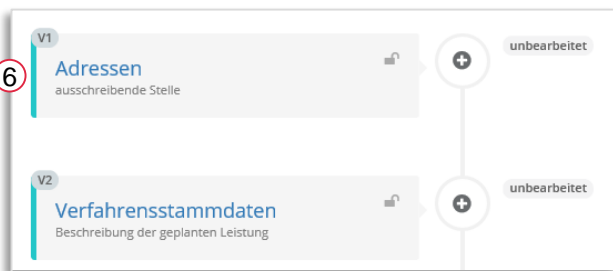 V1
unbearbeitet
6
Adressen
ausschreibende Stelle
V2
unbearbeitet
Verfahrensstammdaten
Beschreibung der geplanten Leistung